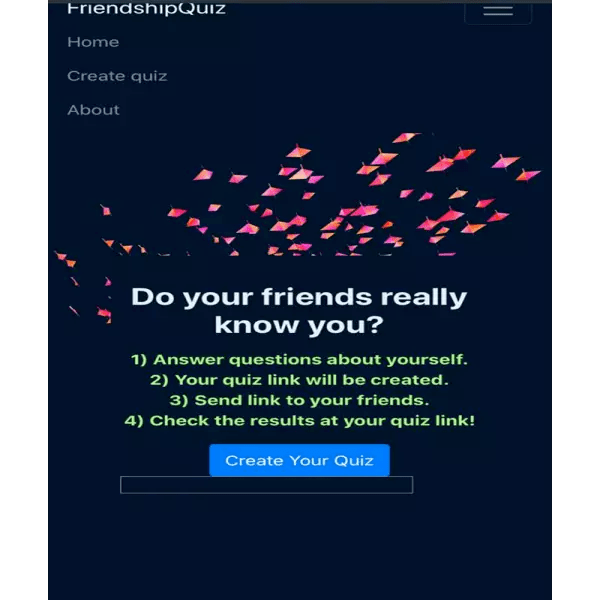 FriendshipQuiz
Home
Create quiz
About
Do your friends really
know you?
1) Answer questions about yourself.
2) Your quiz link will be created.
3) Send link to your friends.
4) Check the results at your quiz link!
Create Your Quiz